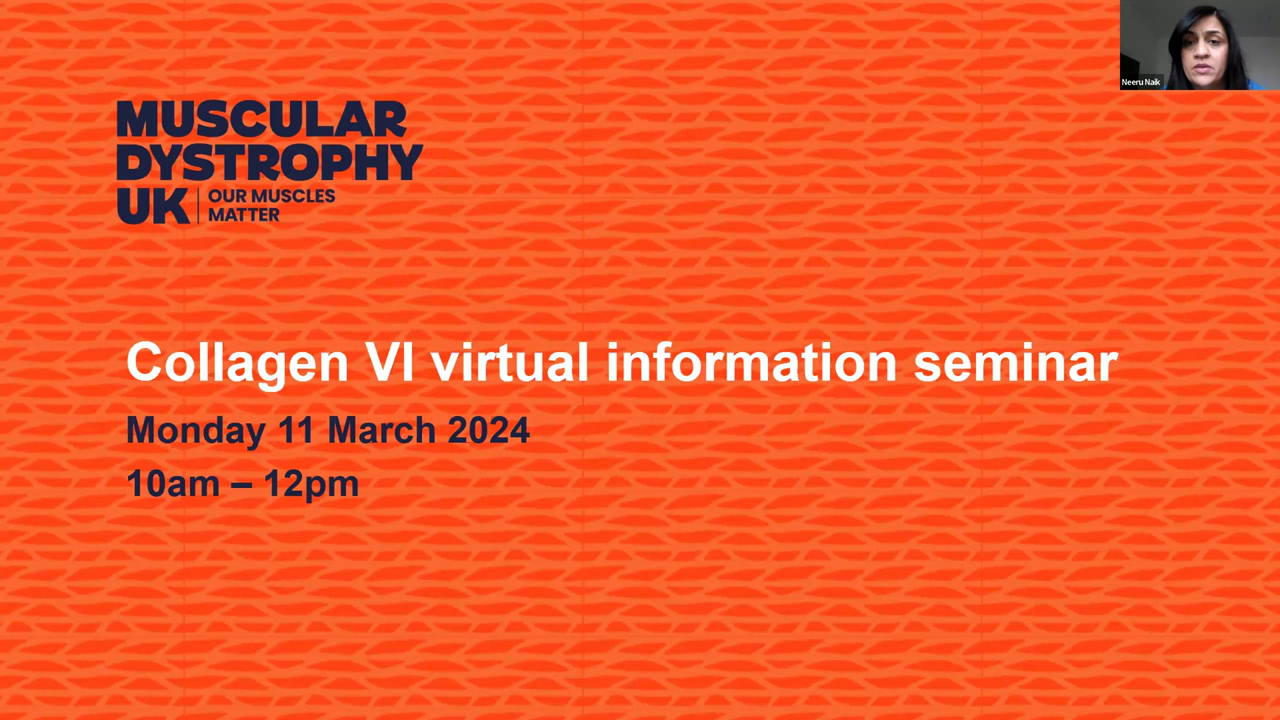 MUSCULAR
DYSTROPHY
UK | OUR MUSCLES
MATTER
Collagen VI virtual information seminar
Monday 11 March 2024
10am – 12pm
Neeru Naik